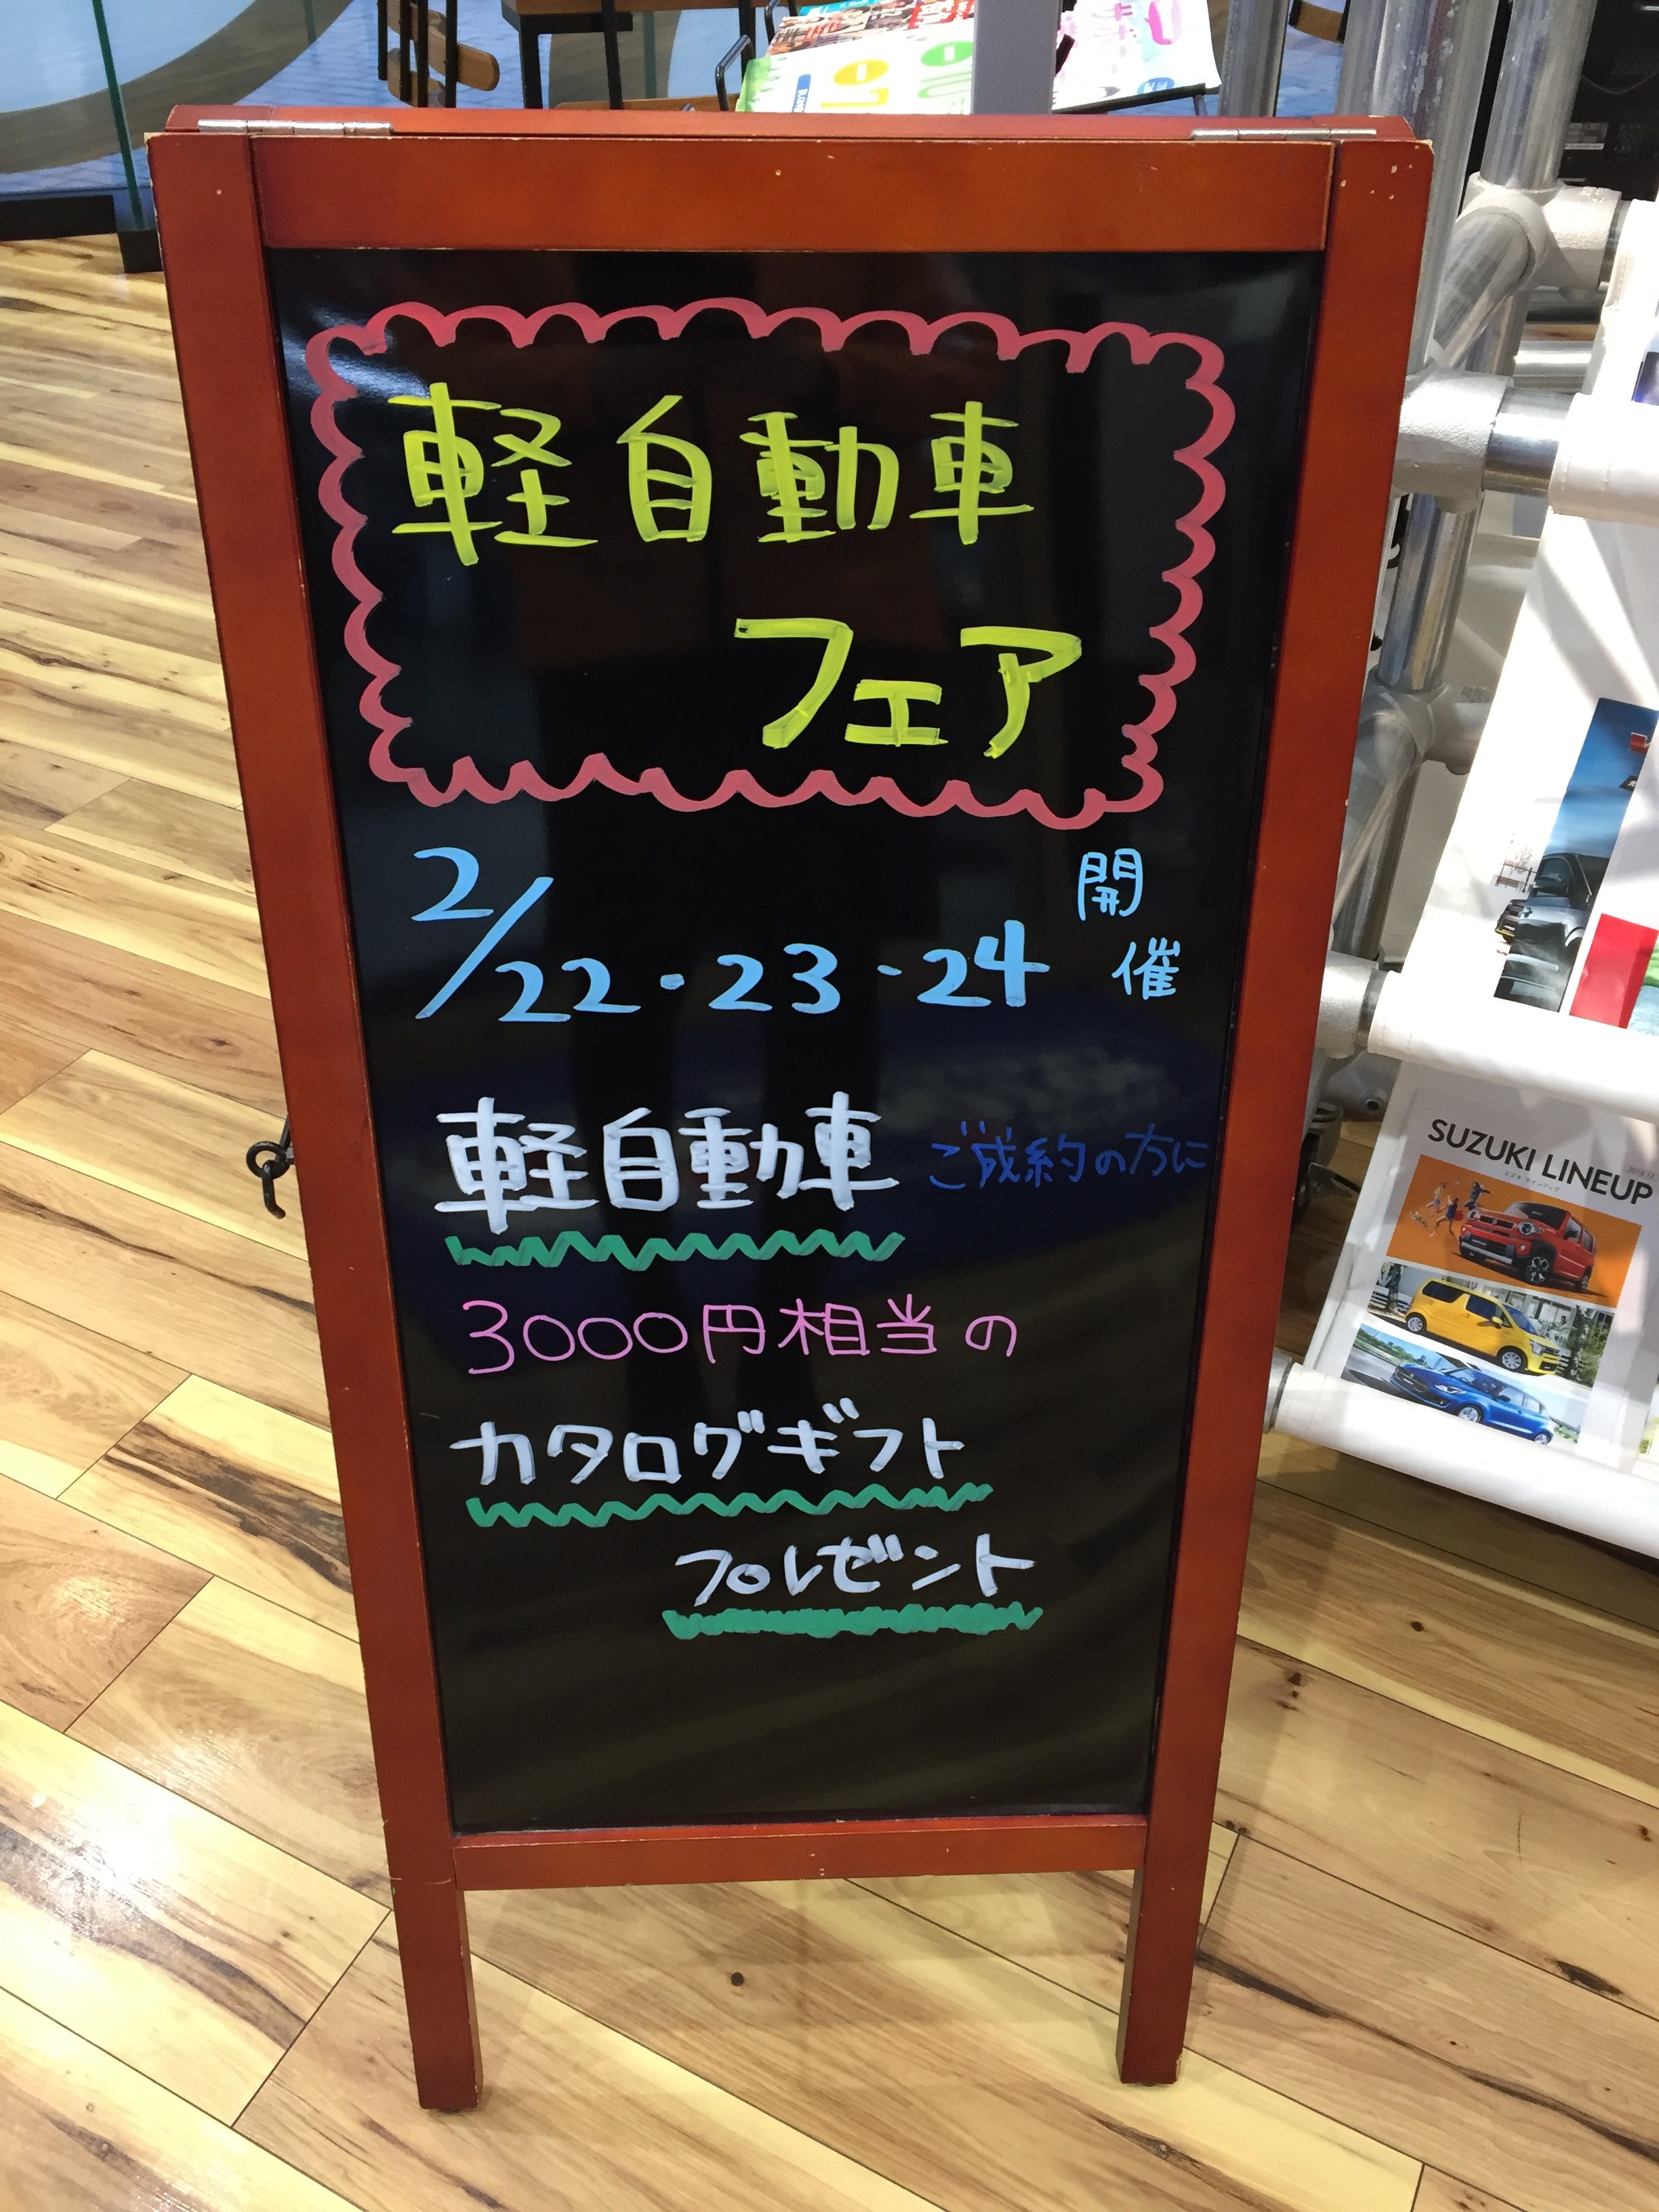 軽自動車
フェア
2/22・23・24 開催
軽自動車 ご成約の方に
3000円相当の
カタログギフト
プレゼント
SUZUKI LINEUP